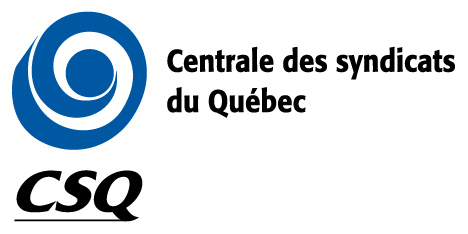 Centrale des syndicats
du Québec
CSQ